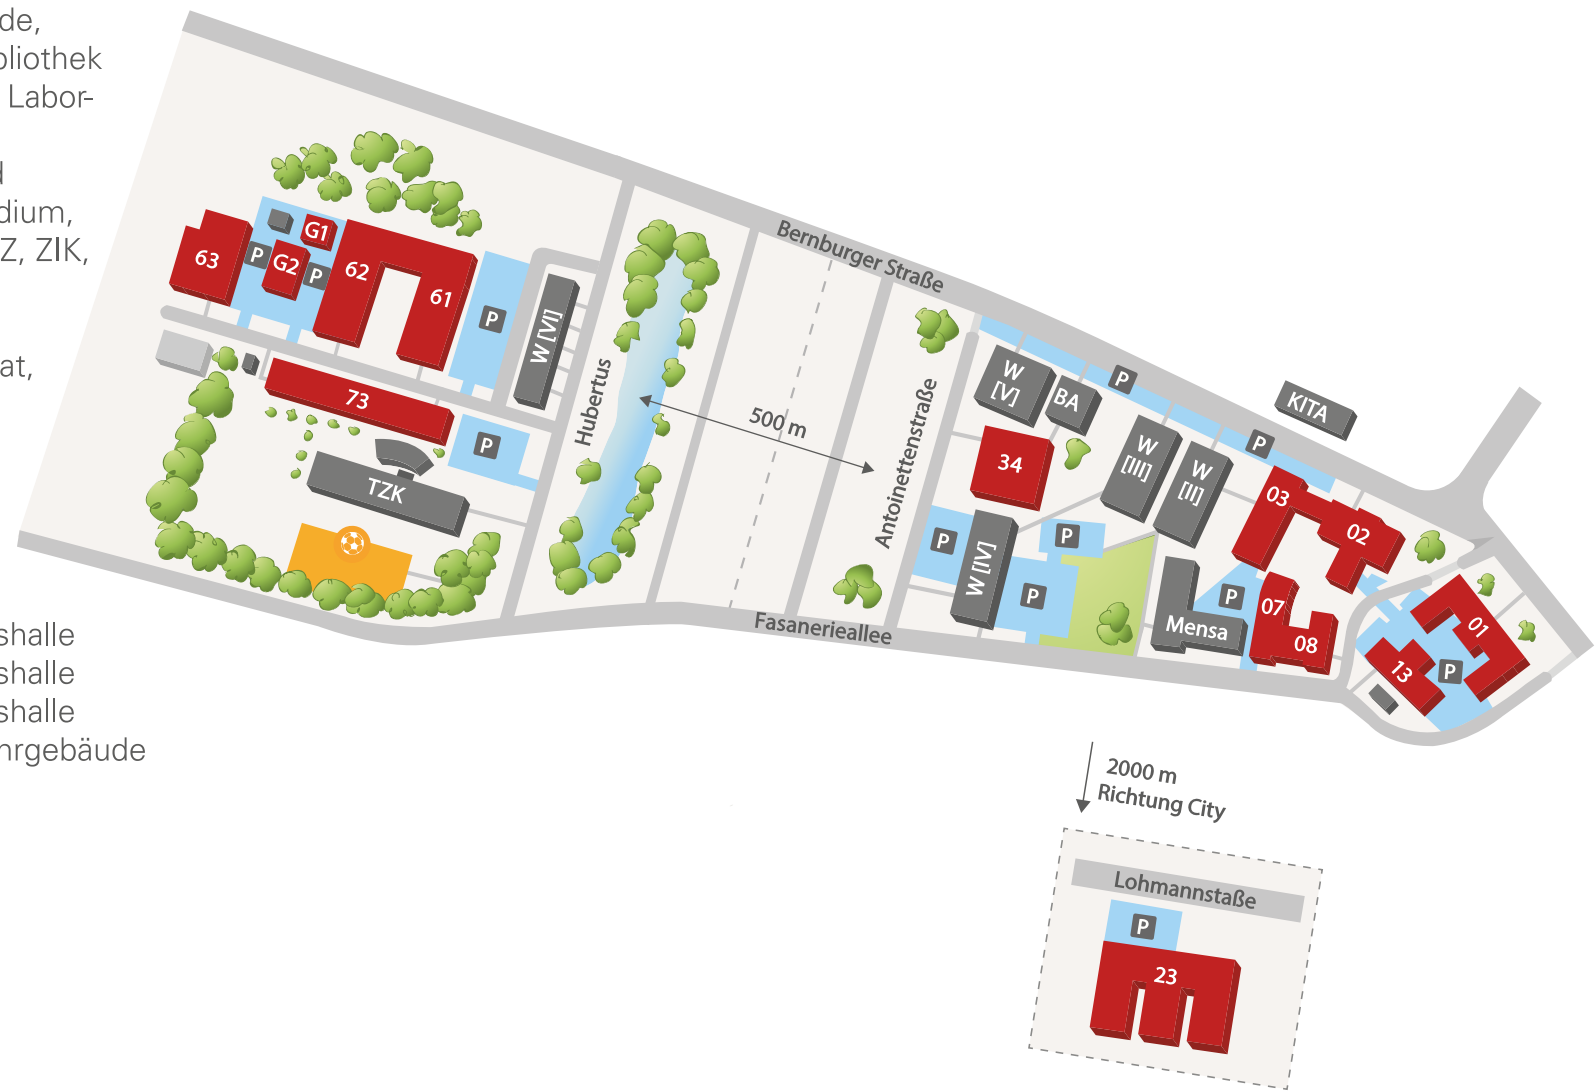 de,
bliothek
Labor-
d
dium,
Z, ZIK,
at,
shalle
shalle
shalle
hrgebäude
Bernburger Straße
63
P
G1
G2
P
62
61
P
W [VI]
Hubertus
73
P
TZK
500 m
Antoinettenstraße
Fasanerieallee
W
[V]
BA
P
KITA
34
W
[III]
W
[II]
P
03
02
P
W [IV]
P
P
Mensa
P
07
08
01
13
P
2000 m
Richtung City
Lohmannstaße
P
23